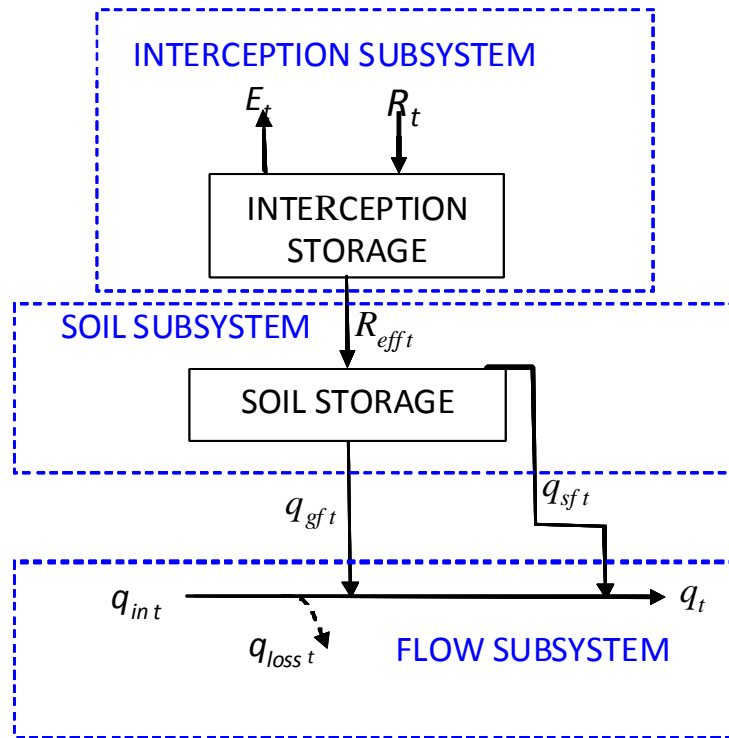 INTERCEPTION SUBSYSTEM
E_t
R_t
INTERCEPTION
STORAGE
SOIL SUBSYSTEM
R_eff t
SOIL STORAGE
q_gf t
q_sf t
q_in t
q_t
q_loss t
FLOW SUBSYSTEM